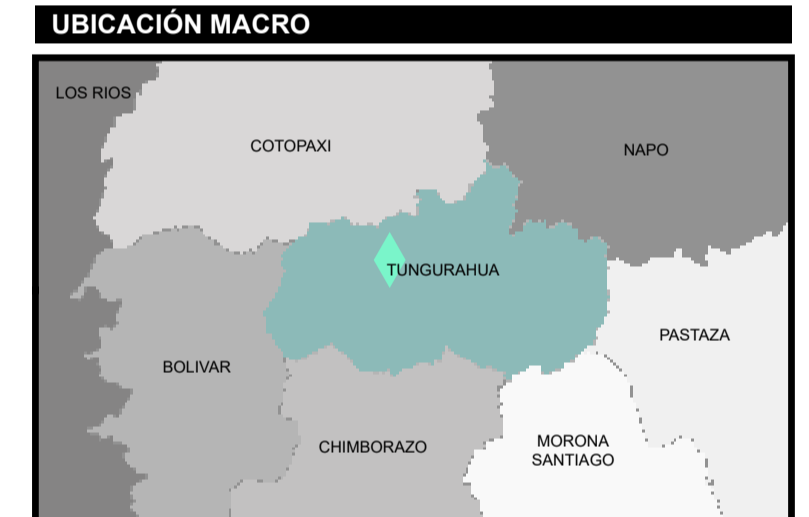 UBICACIÓN MACRO
LOS RIOS
COTOPAXI
NAPO
TUNGURAHUA
PASTAZA
BOLIVAR
CHIMBORAZO
MORONA
SANTIAGO